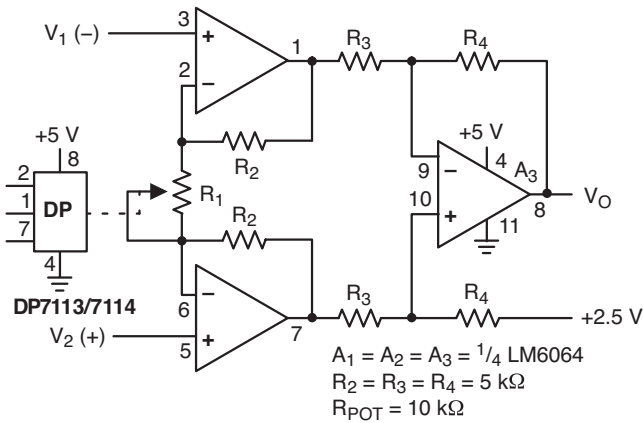 V1 (–)
3
+
1
R3
R4
2
–
+5 V
8
R2
+5 V
4
A3
9
–
2
1
DP
7
R1
10
+
8
VO
11
4
R2
DP7113/7114
6
–
7
R3
R4
+2.5 V
V2 (+)
5
+
A1 = A2 = A3 = 1/4 LM6064
R2 = R3 = R4 = 5 kΩ
RPOT = 10 kΩ